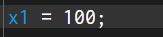 x1 = 100;